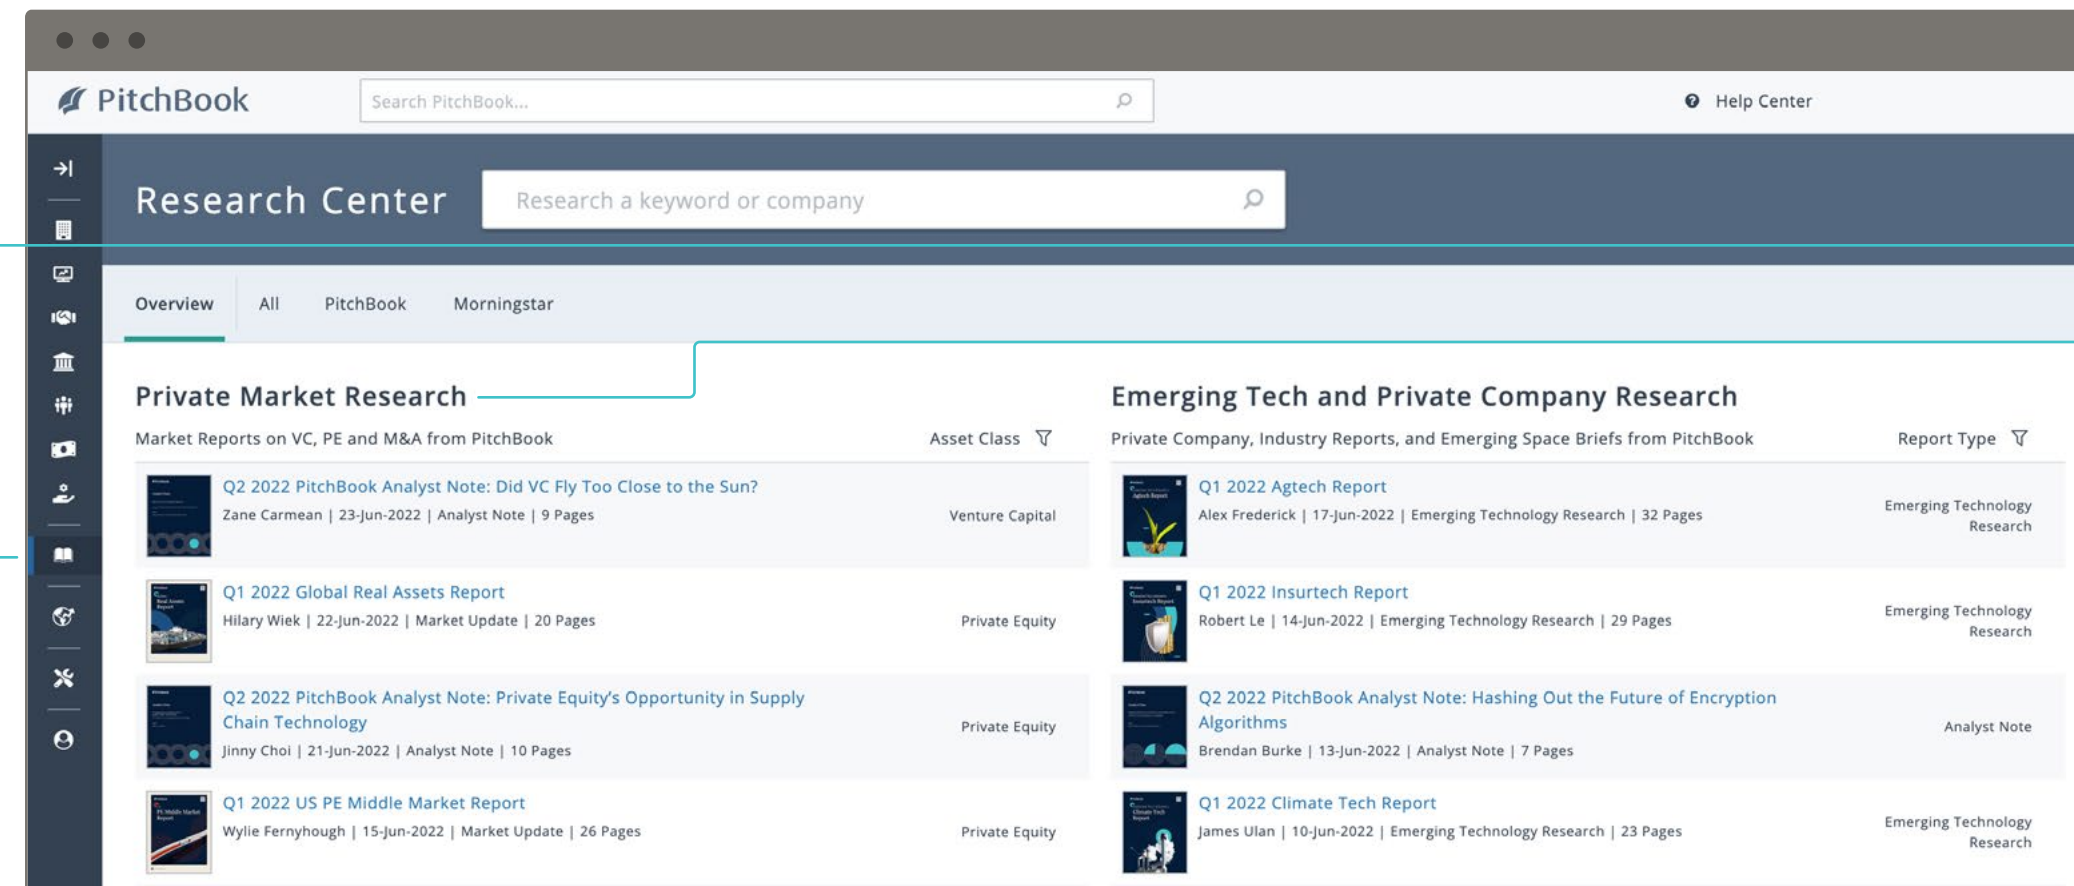 PitchBook
Search PitchBook...
Help Center
Research Center
Research a keyword or company
Overview
All
PitchBook
Morningstar
Private Market Research
Market Reports on VC, PE and M&A from PitchBook
Asset Class
Q2 2022 PitchBook Analyst Note: Did VC Fly Too Close to the Sun?
Zane Carmean | 23-Jun-2022 | Analyst Note | 9 Pages
Venture Capital
Q1 2022 Global Real Assets Report
Hilary Wiek | 22-Jun-2022 | Market Update | 20 Pages
Private Equity
Q2 2022 PitchBook Analyst Note: Private Equity's Opportunity in Supply
Chain Technology
Jinny Choi | 21-Jun-2022 | Analyst Note | 10 Pages
Private Equity
Q1 2022 US PE Middle Market Report
Wylie Fernyhough | 15-Jun-2022 | Market Update | 26 Pages
Private Equity
Emerging Tech and Private Company Research
Private Company, Industry Reports, and Emerging Space Briefs from PitchBook
Report Type
Agtech Report
Q1 2022 Agtech Report
Alex Frederick | 17-Jun-2022 | Emerging Technology Research | 32 Pages
Emerging Technology
Research
Insurtech Report
Q1 2022 Insurtech Report
Robert Le | 14-Jun-2022 | Emerging Technology Research | 29 Pages
Emerging Technology
Research
Q2 2022 PitchBook Analyst Note: Hashing Out the Future of Encryption
Algorithms
Brendan Burke | 13-Jun-2022 | Analyst Note | 7 Pages
Analyst Note
Climate Tech
Report
Q1 2022 Climate Tech Report
James Ulan | 10-Jun-2022 | Emerging Technology Research | 23 Pages
Emerging Technology
Research